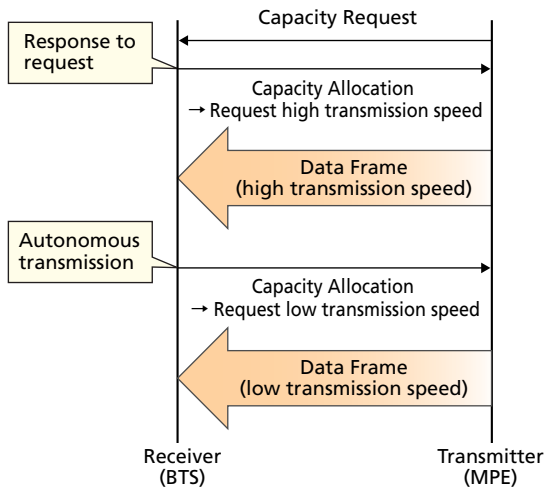 Capacity Request
Response to
request
Capacity Allocation
→ Request high transmission speed
Data Frame
(high transmission speed)
Autonomous
transmission
Capacity Allocation
→ Request low transmission speed
Data Frame
(low transmission speed)
Receiver
(BTS)
Transmitter
(MPE)